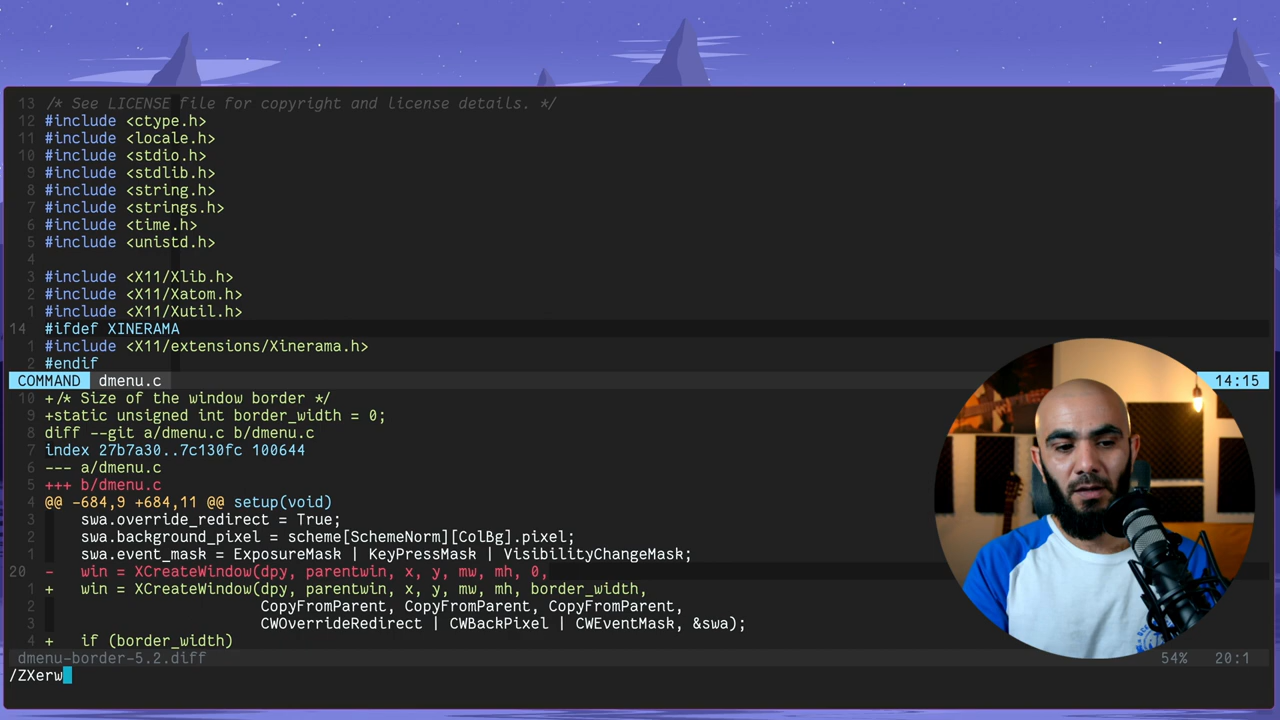 13 /* See LICENSE file for copyright and license details. */
12 #include <ctype.h>
11 #include <locale.h>
10 #include <stdio.h>
9 #include <stdlib.h>
8 #include <string.h>
7 #include <strings.h>
6 #include <time.h>
5 #include <unistd.h>
4
3 #include <X11/Xlib.h>
2 #include <X11/Xatom.h>
1 #include <X11/Xutil.h>
14 #ifdef XINERAMA
1 #include <X11/extensions/Xinerama.h>
2 #endif
COMMAND dmenu.c 14:15
10 +/* Size of the window border */
9 +static unsigned int border_width = 0;
8 diff --git a/dmenu.c b/dmenu.c
7 index 27b7a30..7c130fc 100644
6 --- a/dmenu.c
5 +++ b/dmenu.c
4 @@ -684,9 +684,11 @@ setup(void)
3 swa.override_redirect = True;
2 swa.background_pixel = scheme[SchemeNorm][ColBg].pixel;
1 swa.event_mask = ExposureMask | KeyPressMask | VisibilityChangeMask;
20 - win = XCreateWindow(dpy, parentwin, x, y, mw, mh, 0,
1 + win = XCreateWindow(dpy, parentwin, x, y, mw, mh, border_width,
2 CopyFromParent, CopyFromParent, CopyFromParent,
3 CWOverrideRedirect | CWBackPixel | CWEventMask, &swa);
4 + if (border_width)
dmenu-border-5.2.diff 54% 20:1
/ZXerw